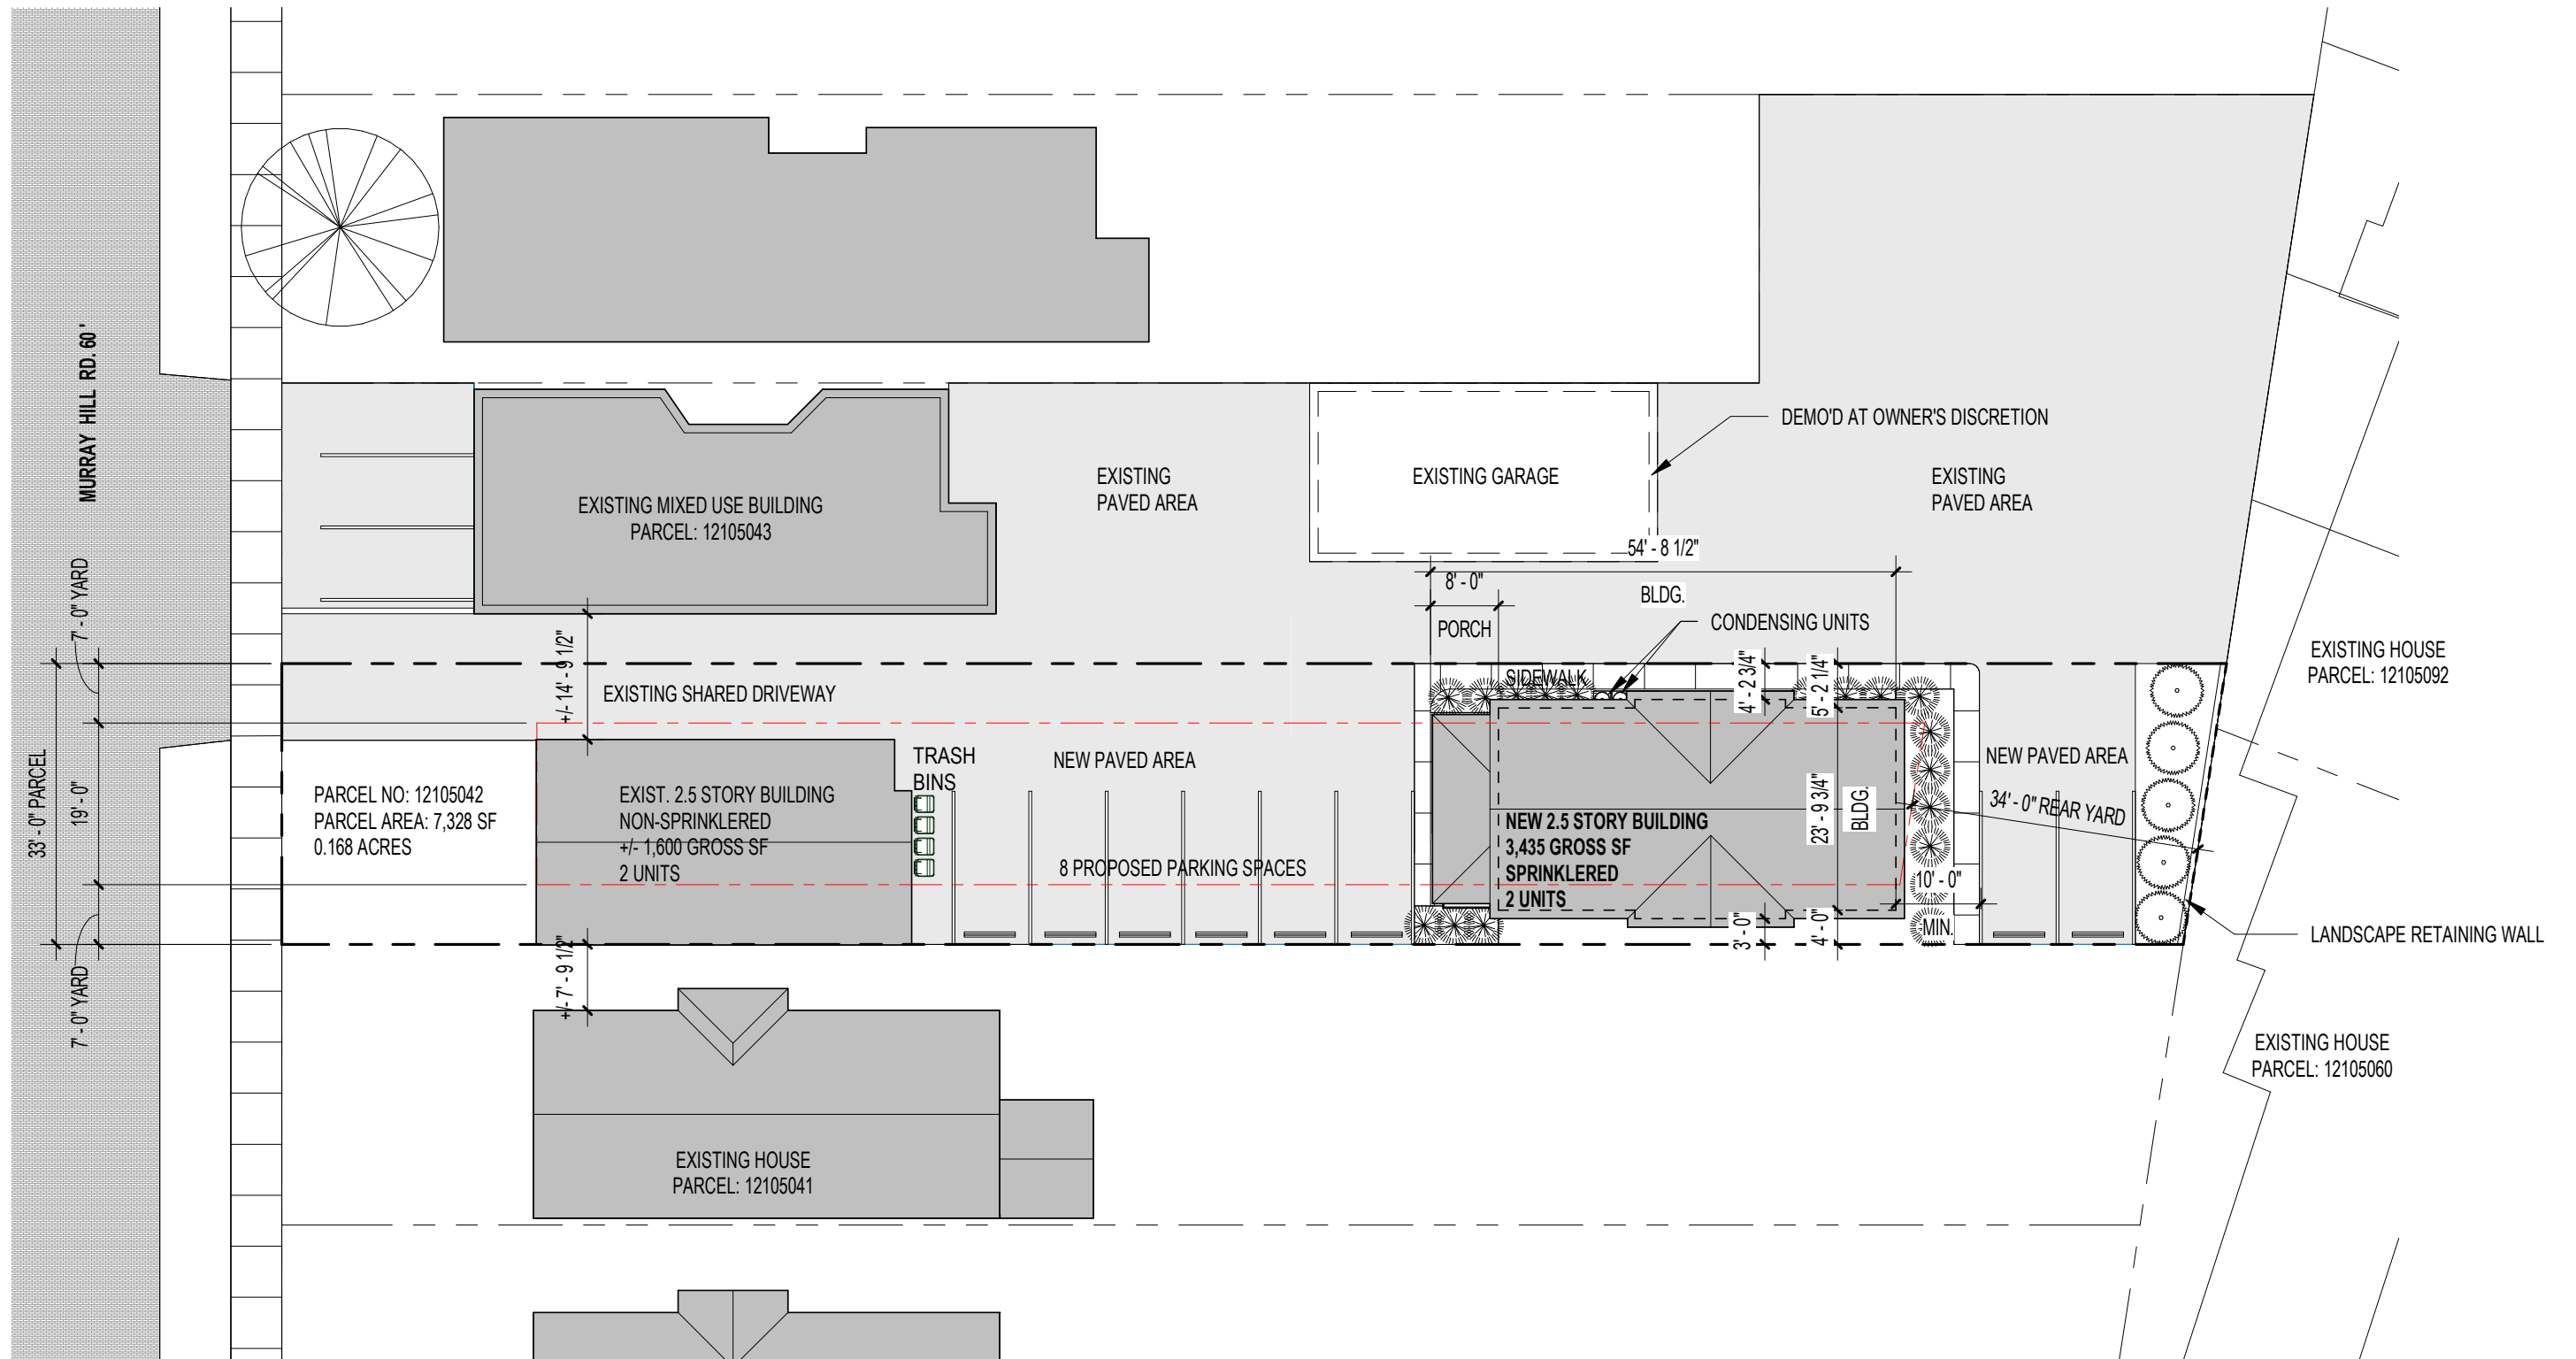 MURRAY HILL RD. 60'
7' - 0" YARD
33' - 0" PARCEL
19' - 0"
7' - 0" YARD
EXISTING MIXED USE BUILDING
PARCEL: 12105043
EXISTING
PAVED AREA
EXISTING GARAGE
DEMO'D AT OWNER'S DISCRETION
EXISTING
PAVED AREA
54' - 8 1/2"
BLDG.
8' - 0"
PORCH
CONDENSING UNITS
SIDEWALK
4' - 2 3/4"
5' - 2 1/4"
+/- 14' - 9 1/2"
EXISTING SHARED DRIVEWAY
EXISTING HOUSE
PARCEL: 12105092
PARCEL NO: 12105042
PARCEL AREA: 7,328 SF
0.168 ACRES
EXIST. 2.5 STORY BUILDING
NON-SPRINKLERED
+/- 1,600 GROSS SF
2 UNITS
TRASH
BINS
NEW PAVED AREA
8 PROPOSED PARKING SPACES
NEW 2.5 STORY BUILDING
3,435 GROSS SF
SPRINKLERED
2 UNITS
23' - 9 3/4"
BLDG.
3' - 0"
4' - 0"
10' - 0"
MIN.
NEW PAVED AREA
34' - 0" REAR YARD
LANDSCAPE RETAINING WALL
+/- 7' - 9 1/2"
EXISTING HOUSE
PARCEL: 12105060
EXISTING HOUSE
PARCEL: 12105041